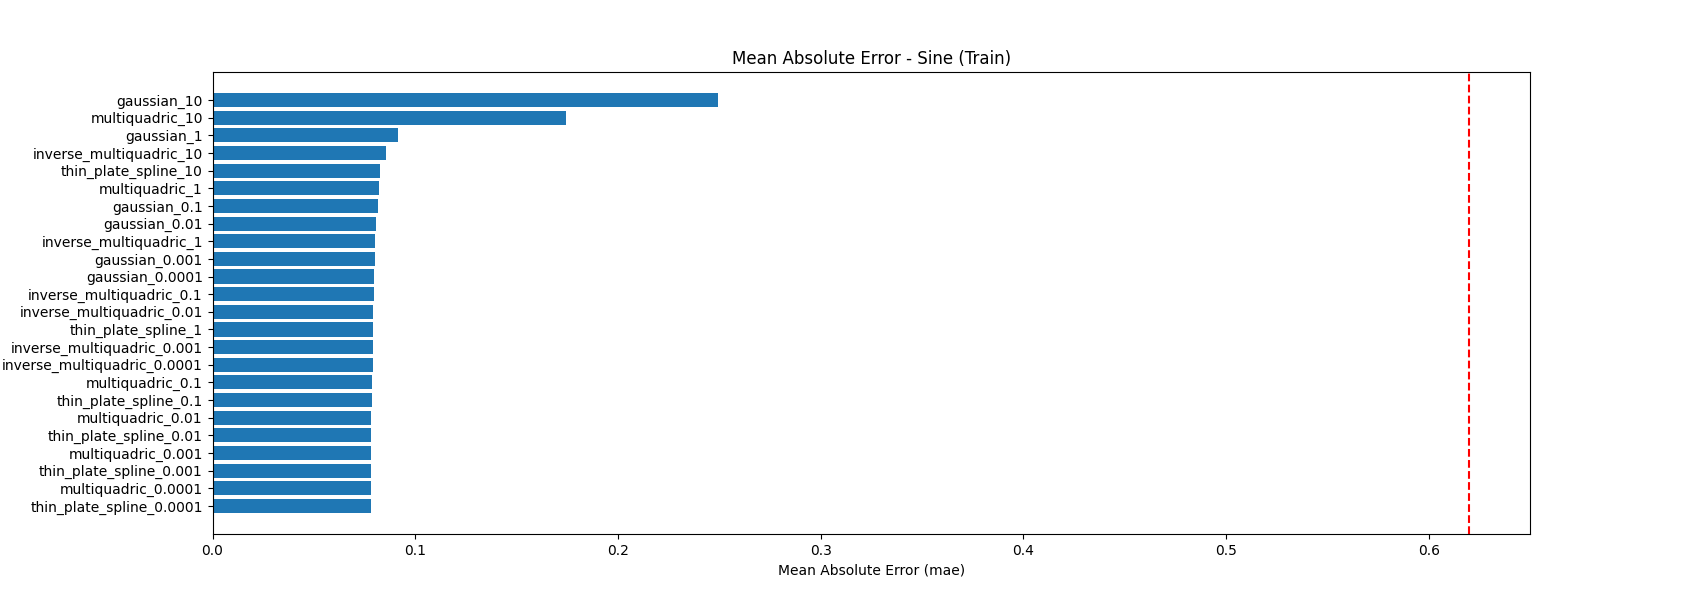 Mean Absolute Error - Sine (Train)
gaussian_10
multiquadric_10
gaussian_1
inverse_multiquadric_10
thin_plate_spline_10
multiquadric_1
gaussian_0.1
gaussian_0.01
inverse_multiquadric_1
gaussian_0.001
gaussian_0.0001
inverse_multiquadric_0.1
inverse_multiquadric_0.01
thin_plate_spline_1
inverse_multiquadric_0.001
inverse_multiquadric_0.0001
multiquadric_0.1
thin_plate_spline_0.1
multiquadric_0.01
thin_plate_spline_0.01
multiquadric_0.001
thin_plate_spline_0.001
multiquadric_0.0001
thin_plate_spline_0.0001
0.0 0.1 0.2 0.3 0.4 0.5 0.6
Mean Absolute Error (mae)